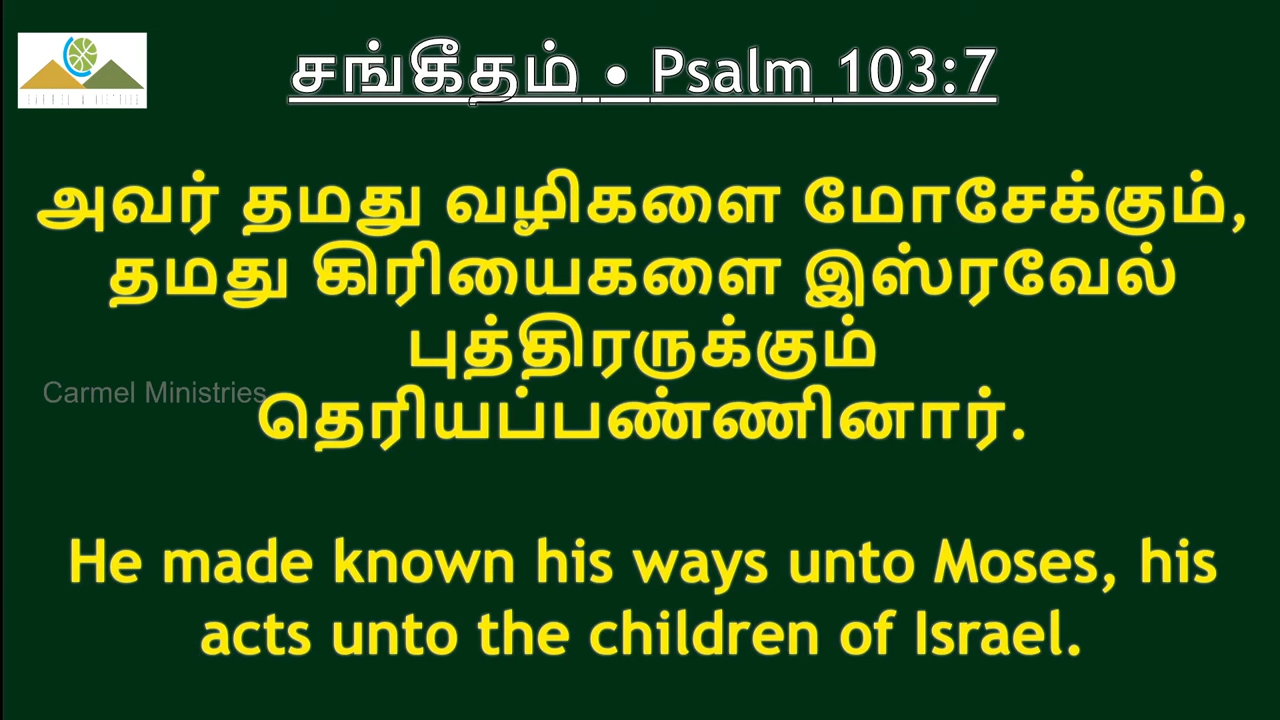 சங்கீதம் • Psalm 103:7
அவர் தமது வழிகளை மோசேக்கும்,
தமது கிரியைகளை இஸ்ரவேல்
புத்திரருக்கும்
Carmel Ministries
தெரியப்பண்ணினார்.
He made known his ways unto Moses, his
acts unto the children of Israel.